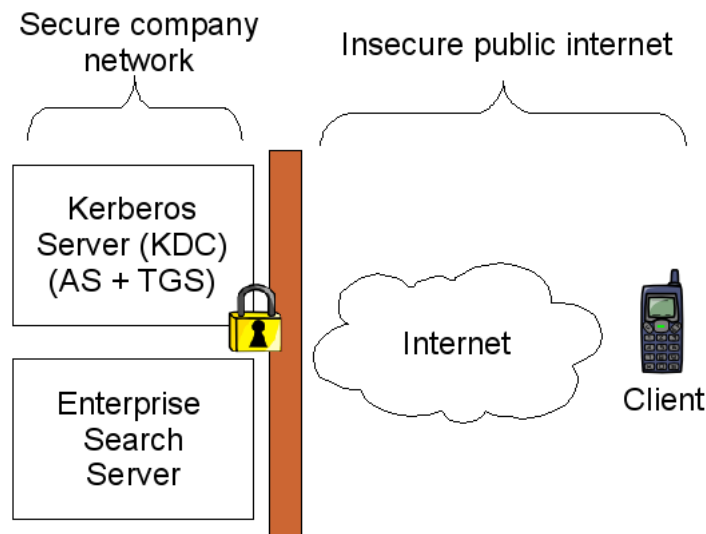 Secure company
network
Insecure public internet
Kerberos
Server (KDC)
(AS + TGS)
Internet
Client
Enterprise
Search
Server